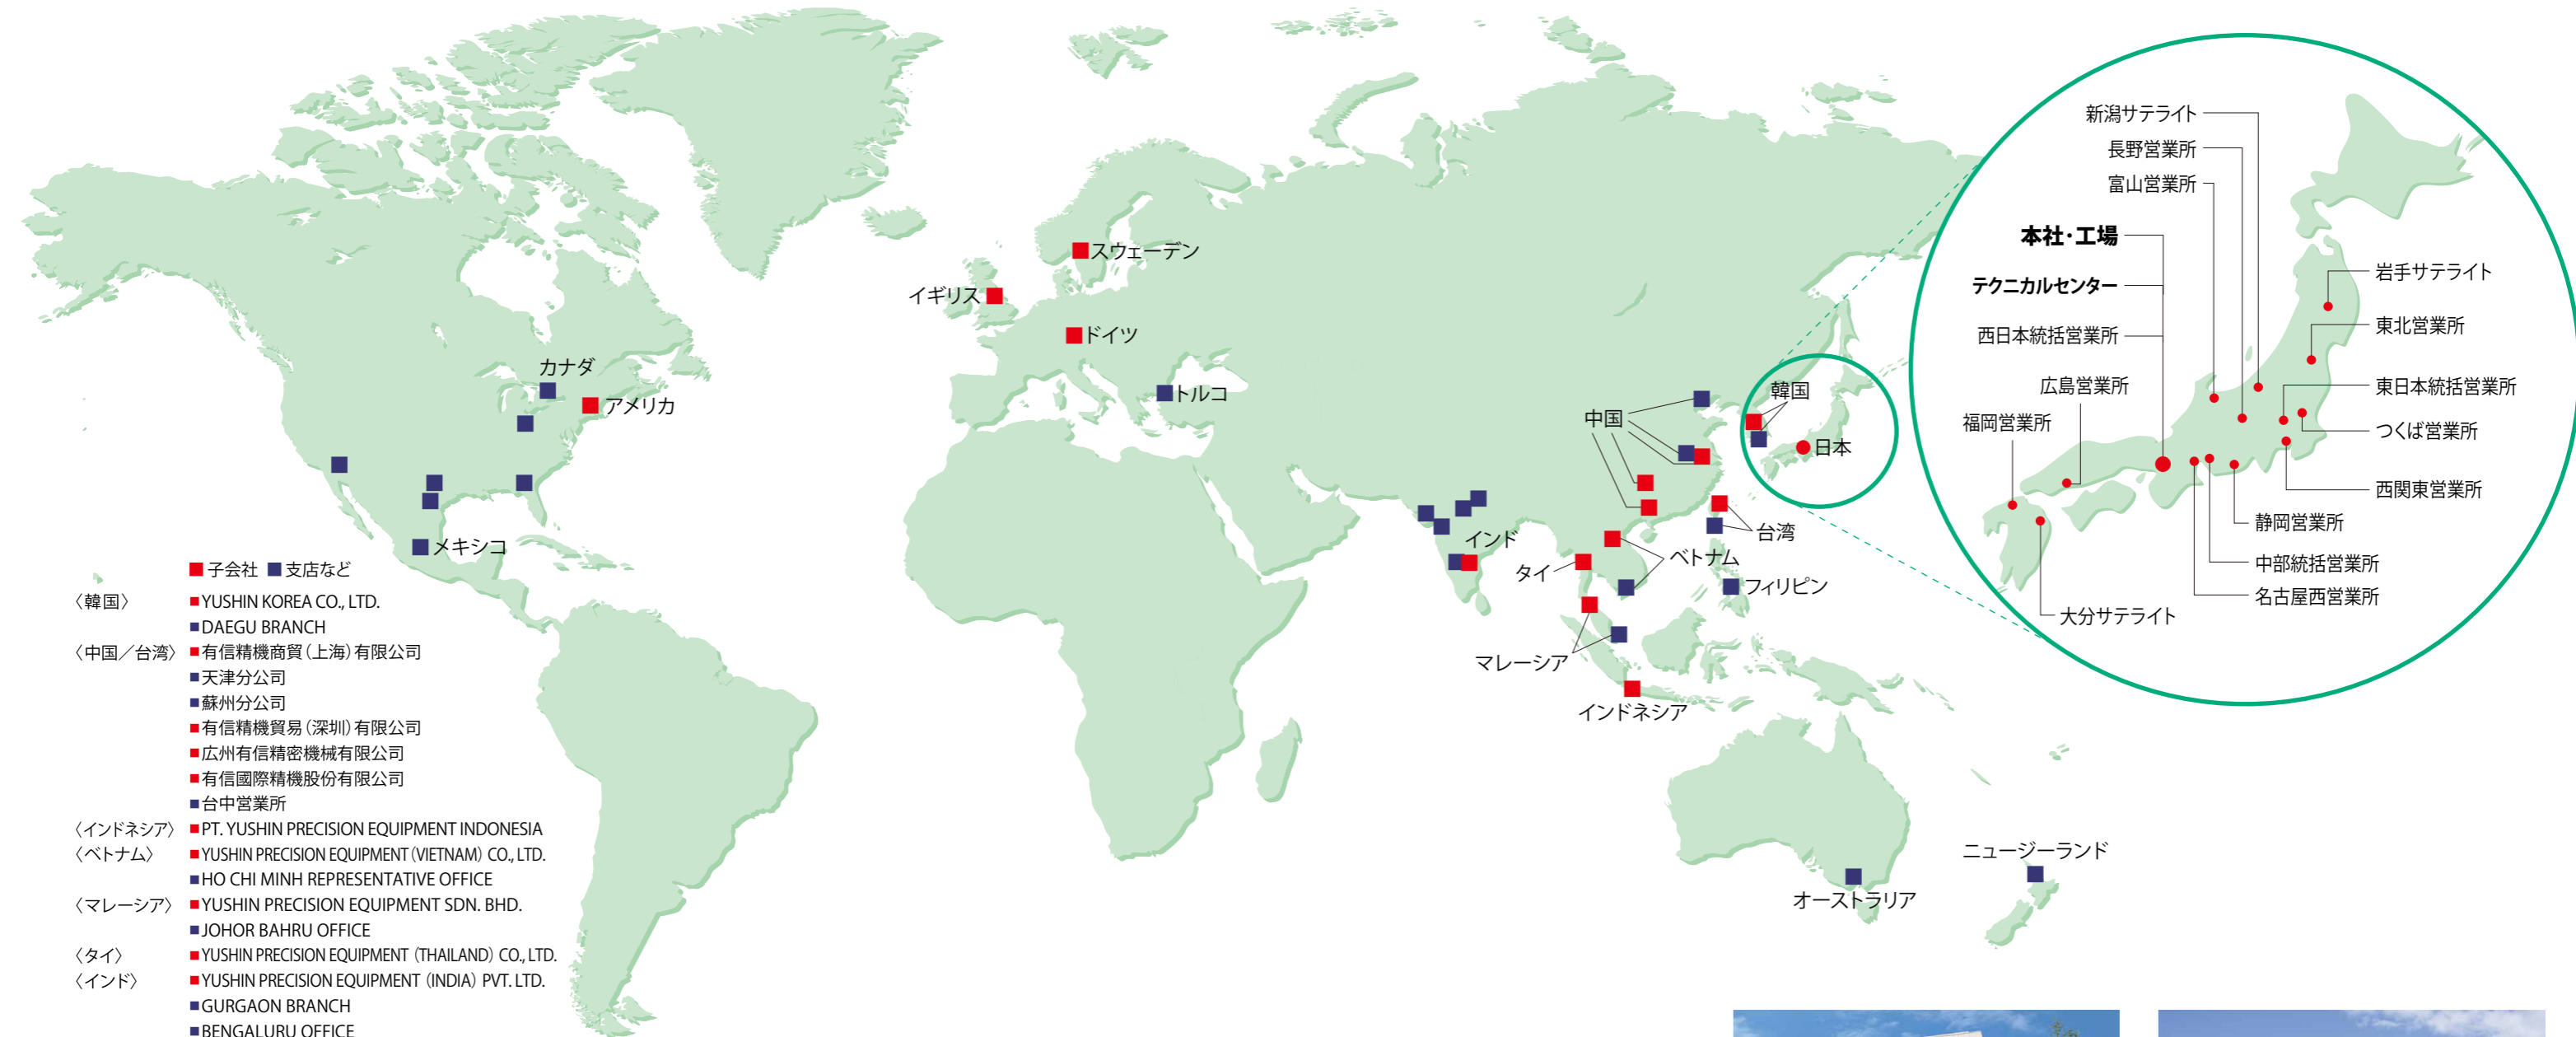 新潟サテライト
長野営業所
富山営業所
本社・工場
テクニカルセンター
西日本統括営業所
広島営業所
福岡営業所
岩手サテライト
東北営業所
東日本統括営業所
つくば営業所
西関東営業所
静岡営業所
中部統括営業所
名古屋西営業所
大分サテライト
スウェーデン
イギリス
ドイツ
トルコ
カナダ
アメリカ
メキシコ
中国
韓国
日本
台湾
インド
タイ
ベトナム
フィリピン
マレーシア
インドネシア
オーストラリア
ニュージーランド
■子会社 ■支店など
〈韓国〉 ■YUSHIN KOREA CO., LTD.
■DAEGU BRANCH
〈中国／台湾〉 ■有信精機商貿（上海）有限公司
■天津分公司
■蘇州分公司
■有信精機貿易（深圳）有限公司
■広州有信精密機械有限公司
■有信國際精機股份有限公司
■台中営業所
〈インドネシア〉 ■PT. YUSHIN PRECISION EQUIPMENT INDONESIA
〈ベトナム〉 ■YUSHIN PRECISION EQUIPMENT（VIETNAM）CO., LTD.
■HO CHI MINH REPRESENTATIVE OFFICE
〈マレーシア〉 ■YUSHIN PRECISION EQUIPMENT SDN. BHD.
■JOHOR BAHRU OFFICE
〈タイ〉 ■YUSHIN PRECISION EQUIPMENT（THAILAND）CO., LTD.
〈インド〉 ■YUSHIN PRECISION EQUIPMENT（INDIA）PVT. LTD.
■GURGAON BRANCH
■BENGALURU OFFICE